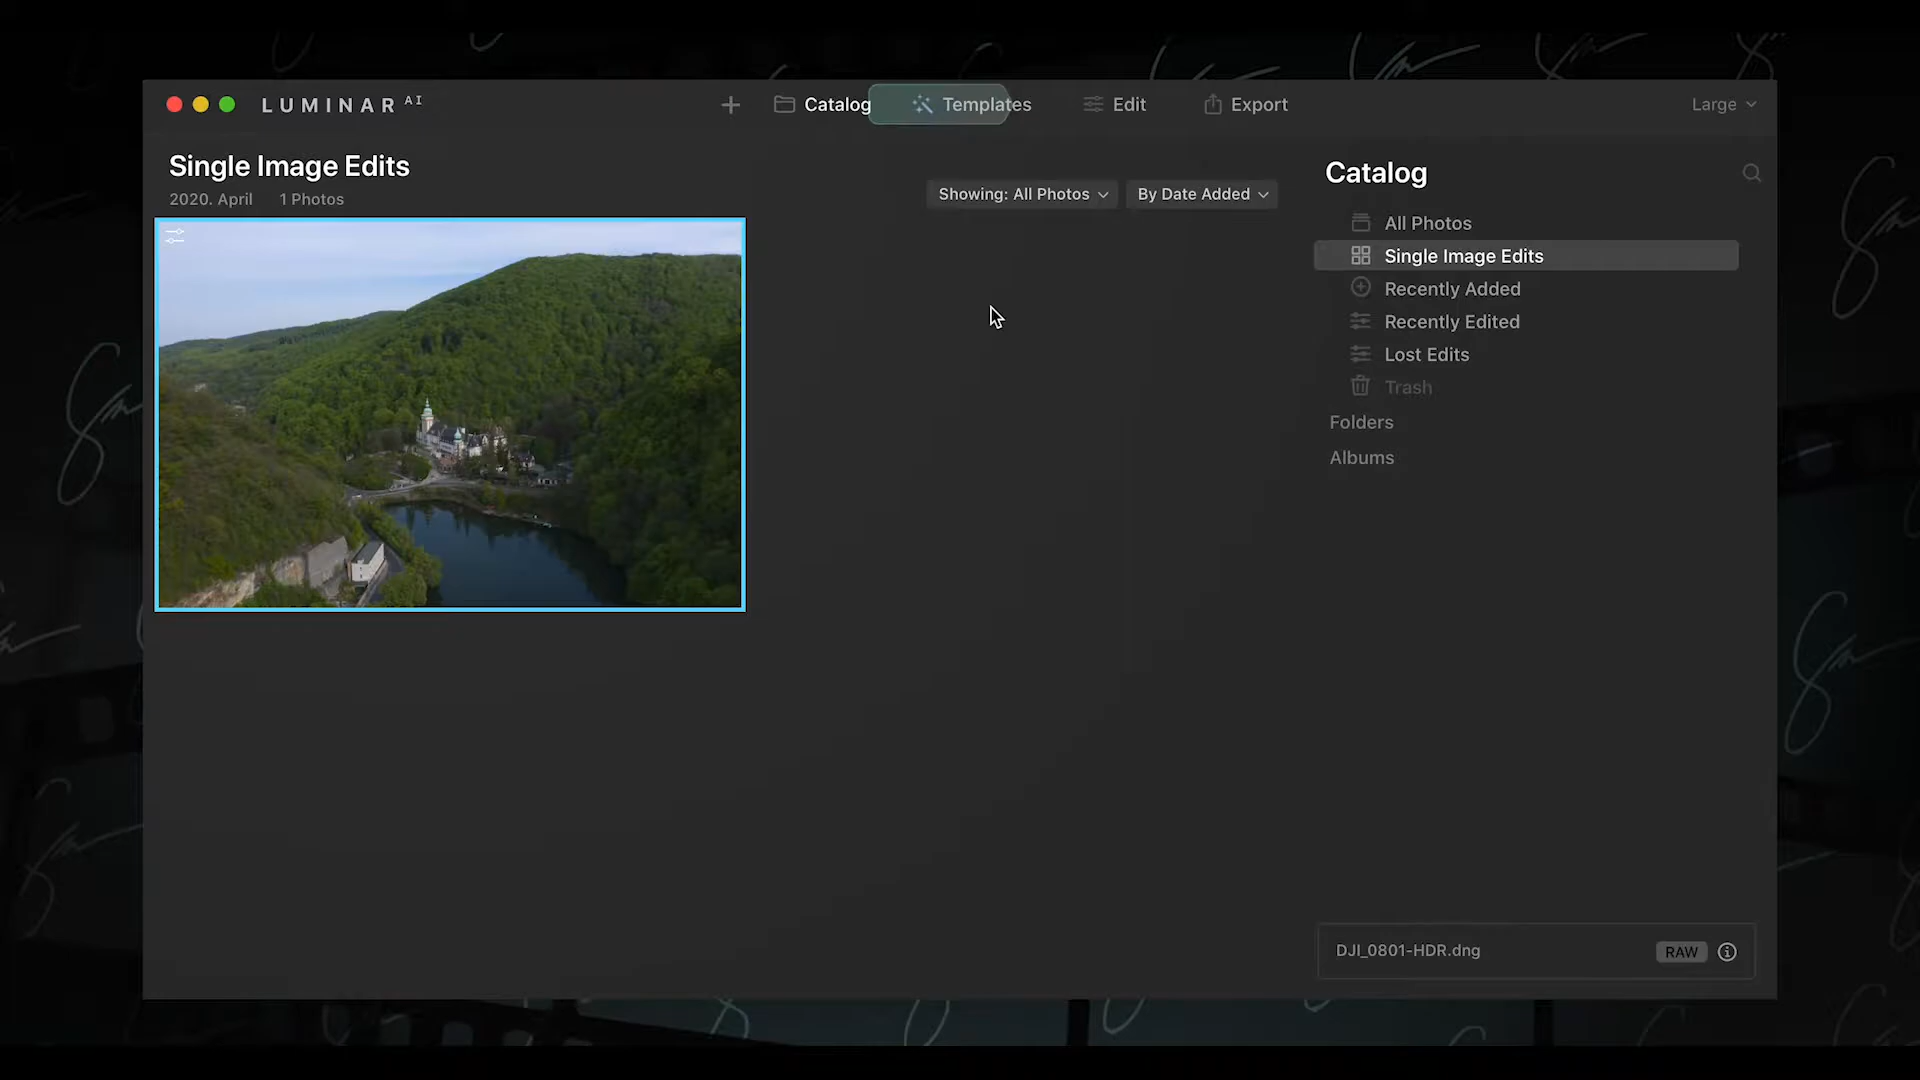 LUMINAR AI
Catalog
Templates
Edit
Export
Large
Single Image Edits
2020. April 1 Photos
Showing: All Photos
By Date Added
Catalog
All Photos
Single Image Edits
Recently Added
Recently Edited
Lost Edits
Trash
Folders
Albums
DJI_0801-HDR.dng
RAW